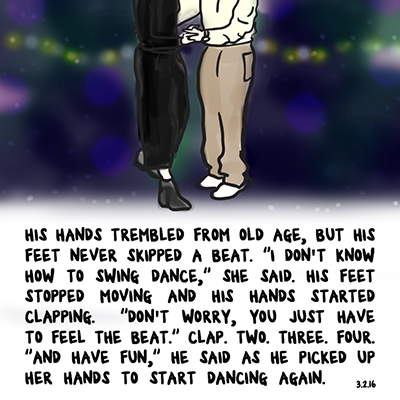 HIS HANDS TREMBLED FROM OLD AGE, BUT HIS
FEET NEVER SKIPPED A BEAT. "I DON'T KNOW
HOW TO SWING DANCE," SHE SAID. HIS FEET
STOPPED MOVING AND HIS HANDS STARTED
CLAPPING. "DON'T WORRY, YOU JUST HAVE
TO FEEL THE BEAT." CLAP. TWO. THREE. FOUR.
"AND HAVE FUN," HE SAID AS HE PICKED UP
HER HANDS TO START DANCING AGAIN.
3.2.16